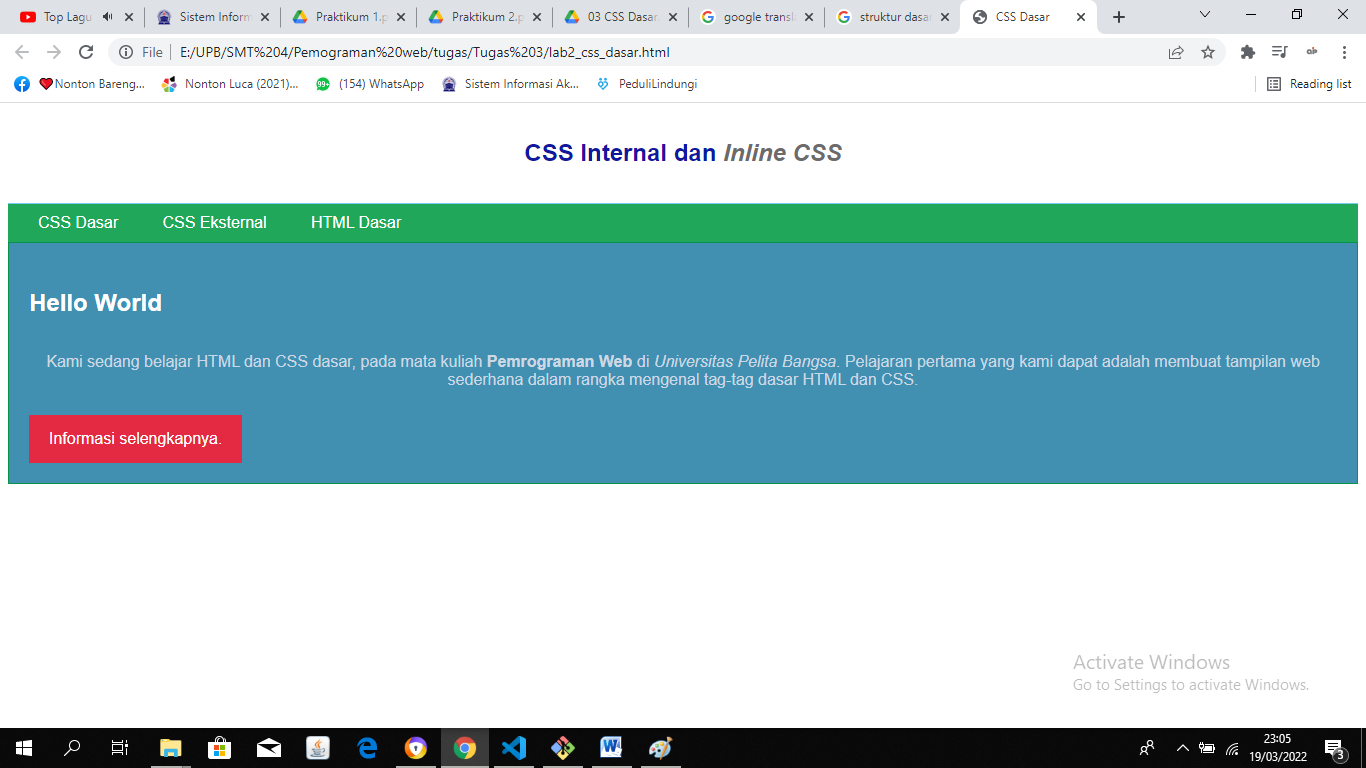 Top Lagu
Sistem Inform
Praktikum 1.p
Praktikum 2.p
03 CSS Dasar.
google transl
struktur dasa
CSS Dasar
File
E:/UPB/SMT%204/Pemograman%20web/tugas/Tugas%203/lab2_css_dasar.html
Nonton Bareng...
Nonton Luca (2021)...
99+
(154) WhatsApp
Sistem Informasi Ak...
PeduliLindungi
Reading list
CSS Internal dan Inline CSS
CSS Dasar
CSS Eksternal
HTML Dasar
Hello World
Kami sedang belajar HTML dan CSS dasar, pada mata kuliah Pemrograman Web di Universitas Pelita Bangsa. Pelajaran pertama yang kami dapat adalah membuat tampilan web
sederhana dalam rangka mengenal tag-tag dasar HTML dan CSS.
Informasi selengkapnya.
Activate Windows
Go to Settings to activate Windows.
23:05
19/03/2022
3